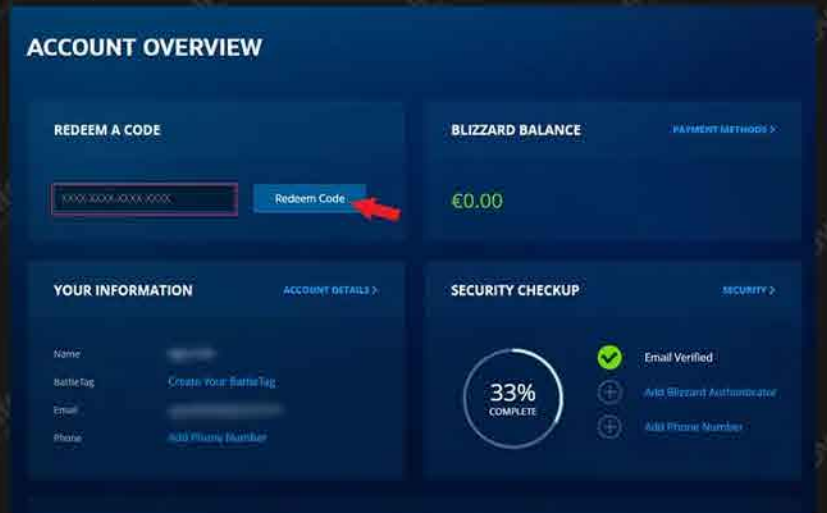 ACCOUNT OVERVIEW
REDEEM A CODE
XXXX-XXXX-XXXX-XXXX
Redeem Code
BLIZZARD BALANCE
PAYMENT METHODS >
€0.00
YOUR INFORMATION
ACCOUNT DETAILS >
Name
BattleTag
Create Your BattleTag
Email
Phone
Add Phone Number
SECURITY CHECKUP
SECURITY >
33%
COMPLETE
Email Verified
Add Blizzard Authenticator
Add Phone Number